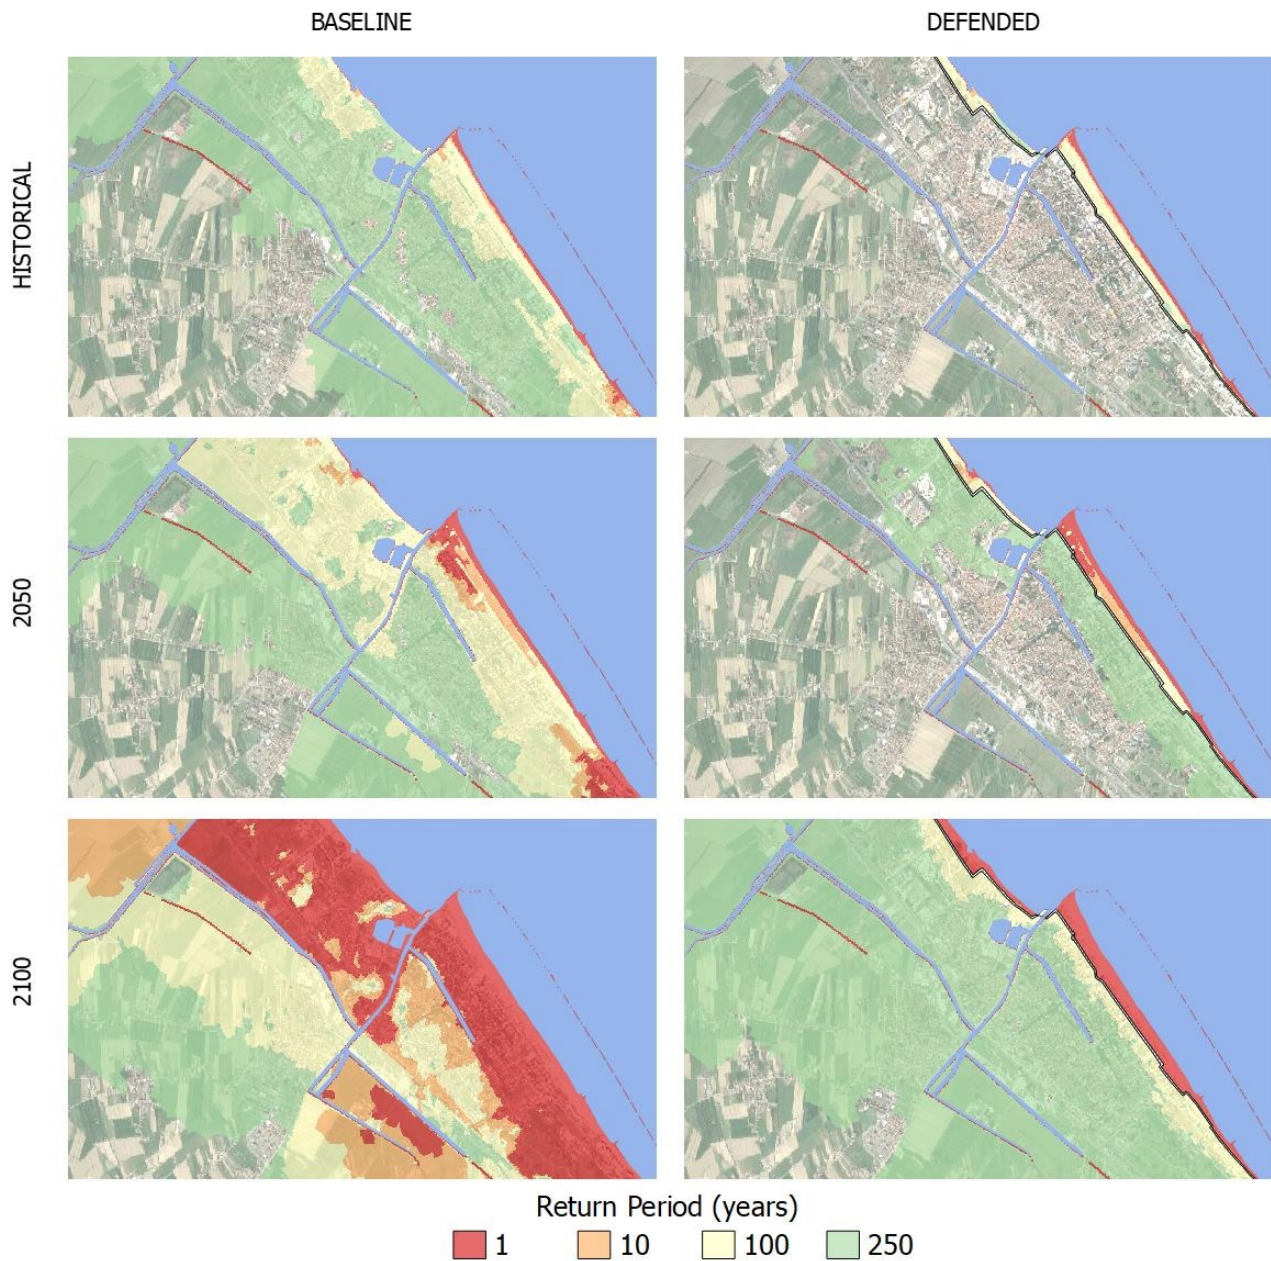 BASELINE DEFENDED
HISTORICAL
2050
2100
Return Period (years)
1 10 100 250